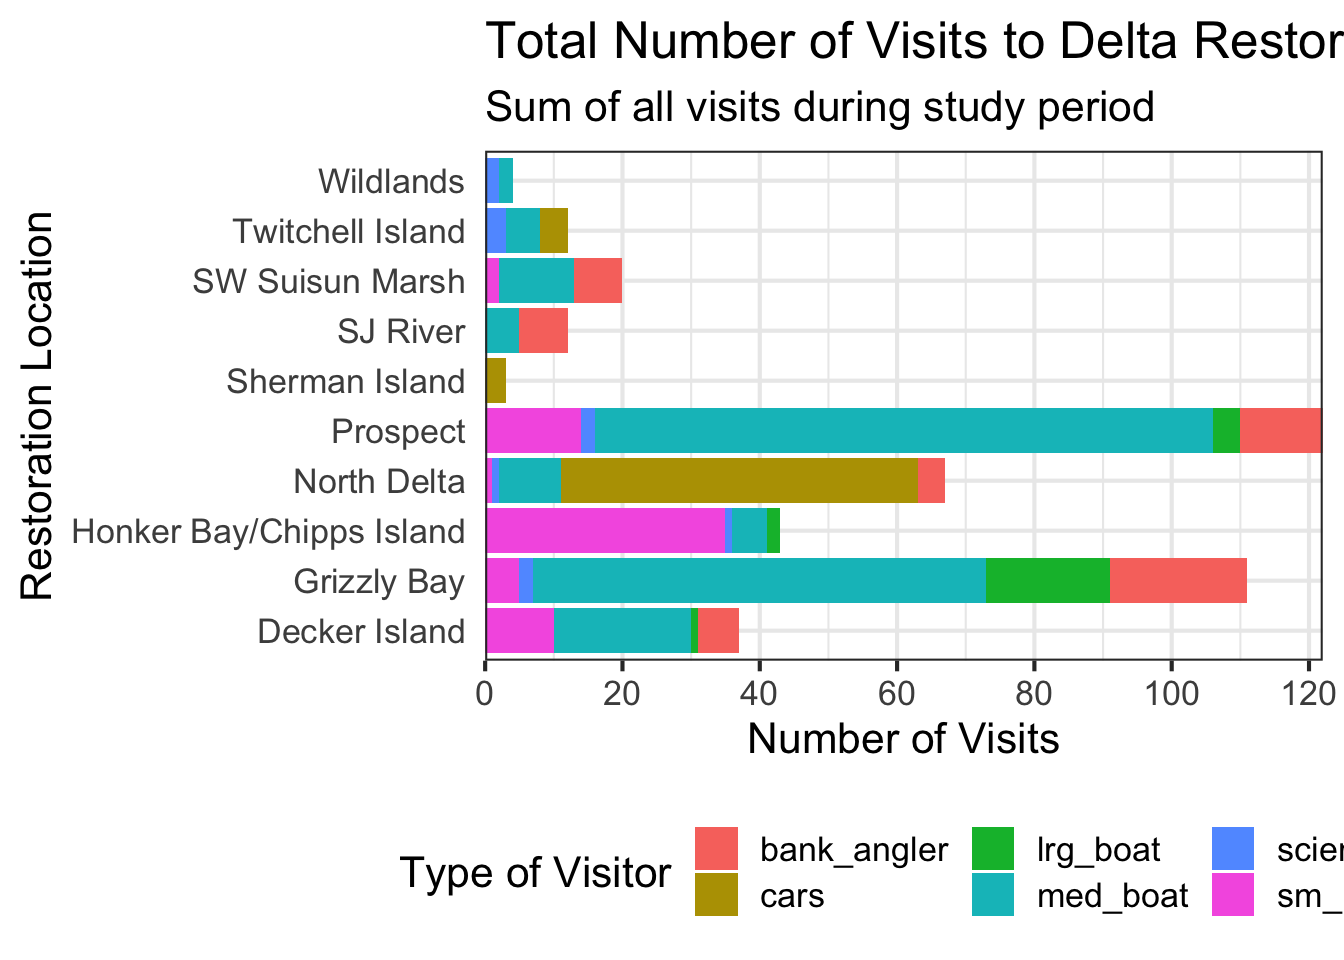 Total Number of Visits to Delta Restor
Sum of all visits during study period
Restoration Location
Wildlands
Twitchell Island
SW Suisun Marsh
SJ River
Sherman Island
Prospect
North Delta
Honker Bay/Chipps Island
Grizzly Bay
Decker Island
0 20 40 60 80 100 120
Number of Visits
Type of Visitor
bank_angler lrg_boat scien
cars med_boat sm_